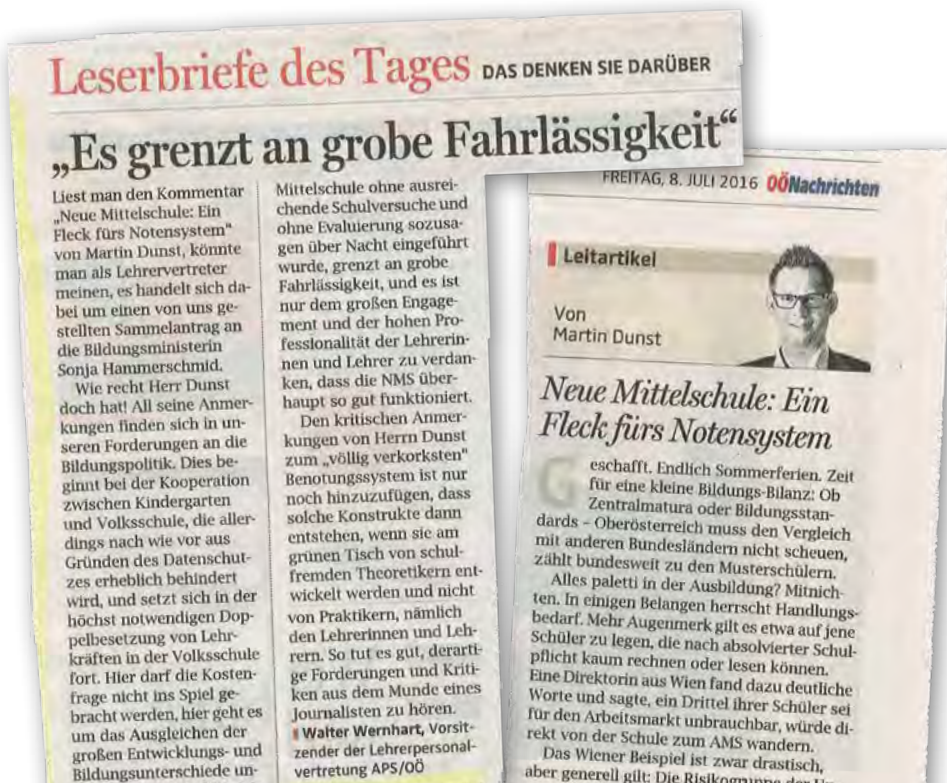 Leserbriefe des Tages DAS DENKEN SIE DARÜBER
„Es grenzt an grobe Fahrlässigkeit“
Liest man den Kommentar
„Neue Mittelschule: Ein
Fleck fürs Notensystem“
von Martin Dunst, könnte
man als Lehrervertreter
meinen, es handelt sich da-
bei um einen von uns ge-
stellten Sammelantrag an
die Bildungsministerin
Sonja Hammerschmid.
Wie recht Herr Dunst
doch hat! All seine Anmer-
kungen finden sich in un-
seren Forderungen an die
Bildungspolitik. Dies be-
ginnt bei der Kooperation
zwischen Kindergarten
und Volksschule, die aller-
dings nach wie vor aus
Gründen des Datenschut-
zes erheblich behindert
wird, und setzt sich in der
höchst notwendigen Dop-
pelbesetzung von Lehr-
kräften in der Volksschule
fort. Hier darf die Kosten-
frage nicht ins Spiel ge-
bracht werden, hier geht es
um das Ausgleichen der
großen Entwicklungs- und
Bildungsunterschiede un-
Mittelschule ohne ausrei-
chende Schulversuche und
ohne Evaluierung sozusa-
gen über Nacht eingeführt
wurde, grenzt an grobe
Fahrlässigkeit, und es ist
nur dem großen Engage-
ment und der hohen Pro-
fessionalität der Lehrerin-
nen und Lehrer zu verdan-
ken, dass die NMS über-
haupt so gut funktioniert.
Den kritischen Anmer-
kungen von Herrn Dunst
zum „völlig verkorksten“
Benotungssystem ist nur
noch hinzuzufügen, dass
solche Konstrukte dann
entstehen, wenn sie am
grünen Tisch von schul-
fremden Theoretikern ent-
wickelt werden und nicht
von Praktikern, nämlich
den Lehrerinnen und Leh-
rern. So tut es gut, derarti-
ge Forderungen und Kriti-
ken aus dem Munde eines
Journalisten zu hören.
Walter Wernhart, Vorsit-
zender der Lehrerpersonal-
vertretung APS/OÖ
FREITAG, 8. JULI 2016 OÖNachrichten
Leitartikel
Von
Martin Dunst
Neue Mittelschule: Ein
Fleck fürs Notensystem
Geschafft. Endlich Sommerferien. Zeit
für eine kleine Bildungs-Bilanz: Ob
Zentralmatura oder Bildungsstan-
dards – Oberösterreich muss den Vergleich
mit anderen Bundesländern nicht scheuen,
zählt bundesweit zu den Musterschülern.
Alles paletti in der Ausbildung? Mitnich-
ten. In einigen Belangen herrscht Handlungs-
bedarf. Mehr Augenmerk gilt es etwa auf jene
Schüler zu legen, die nach absolvierter Schul-
pflicht kaum rechnen oder lesen können.
Eine Direktorin aus Wien fand dazu deutliche
Worte und sagte, ein Drittel ihrer Schüler sei
für den Arbeitsmarkt unbrauchbar, würde di-
rekt von der Schule zum AMS wandern.
Das Wiener Beispiel ist zwar drastisch,
aber generell gilt: Die Risikogruppe der